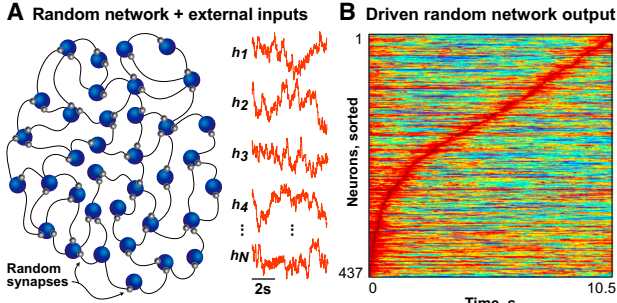 A Random network + external inputs
h1
h2
h3
h4
hN
2s
Random
synapses
B Driven random network output
1
Neurons, sorted
437
0
10.5
Time, s